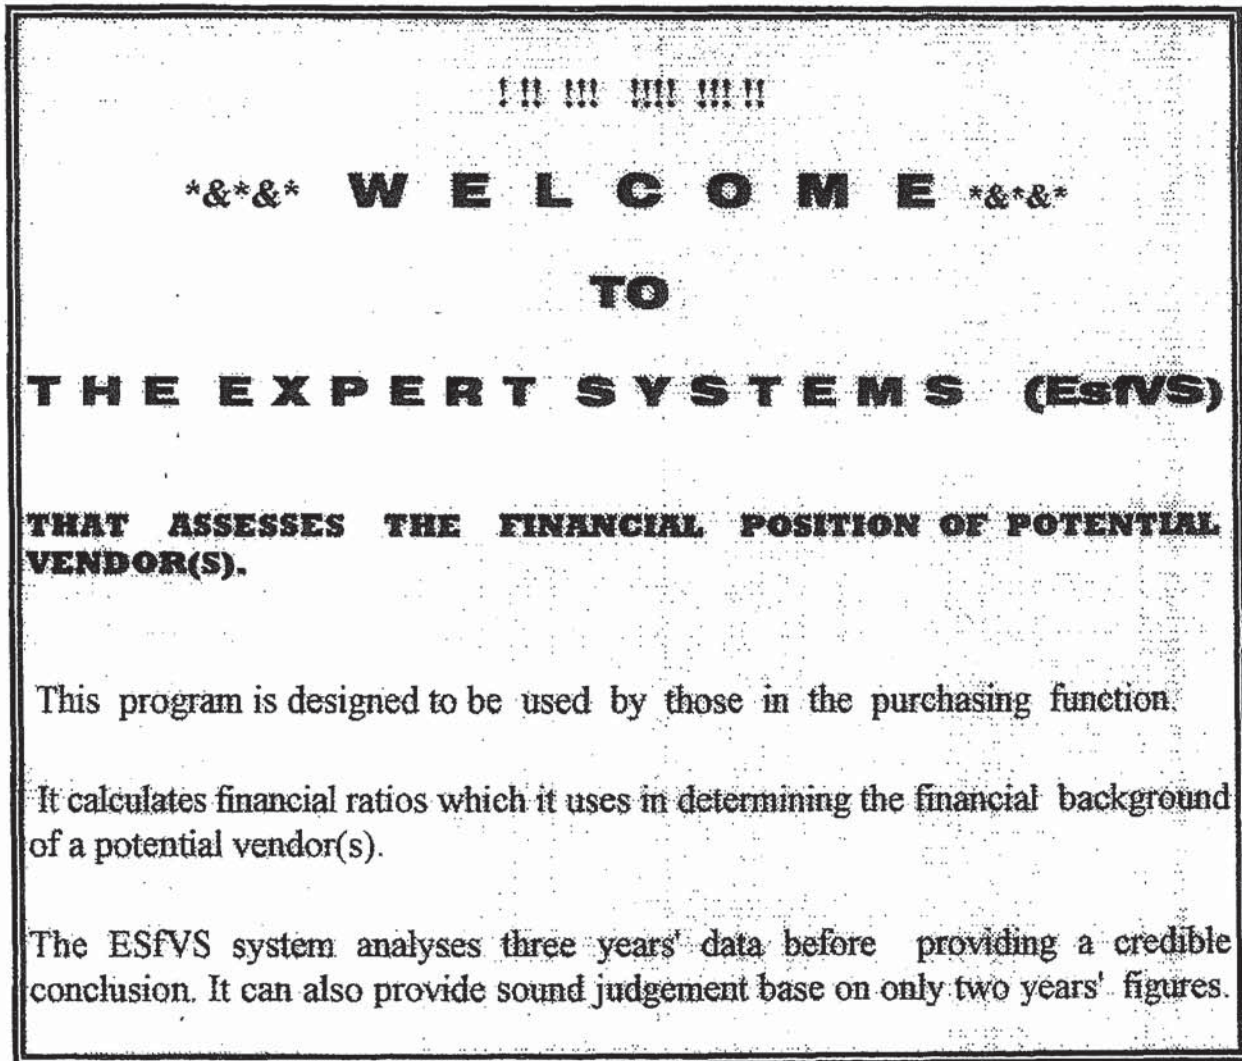 ! !! !!! !!!! !!! !!
*&*&* W E L C O M E *&*&*
TO
T H E E X P E R T S Y S T E M S (EsfVS)
THAT ASSESSES THE FINANCIAL POSITION OF POTENTIAL
VENDOR(S).
This program is designed to be used by those in the purchasing function.
It calculates financial ratios which it uses in determining the financial background
of a potential vendor(s).
The ESfVS system analyses three years' data before providing a credible
conclusion. It can also provide sound judgement base on only two years' figures.